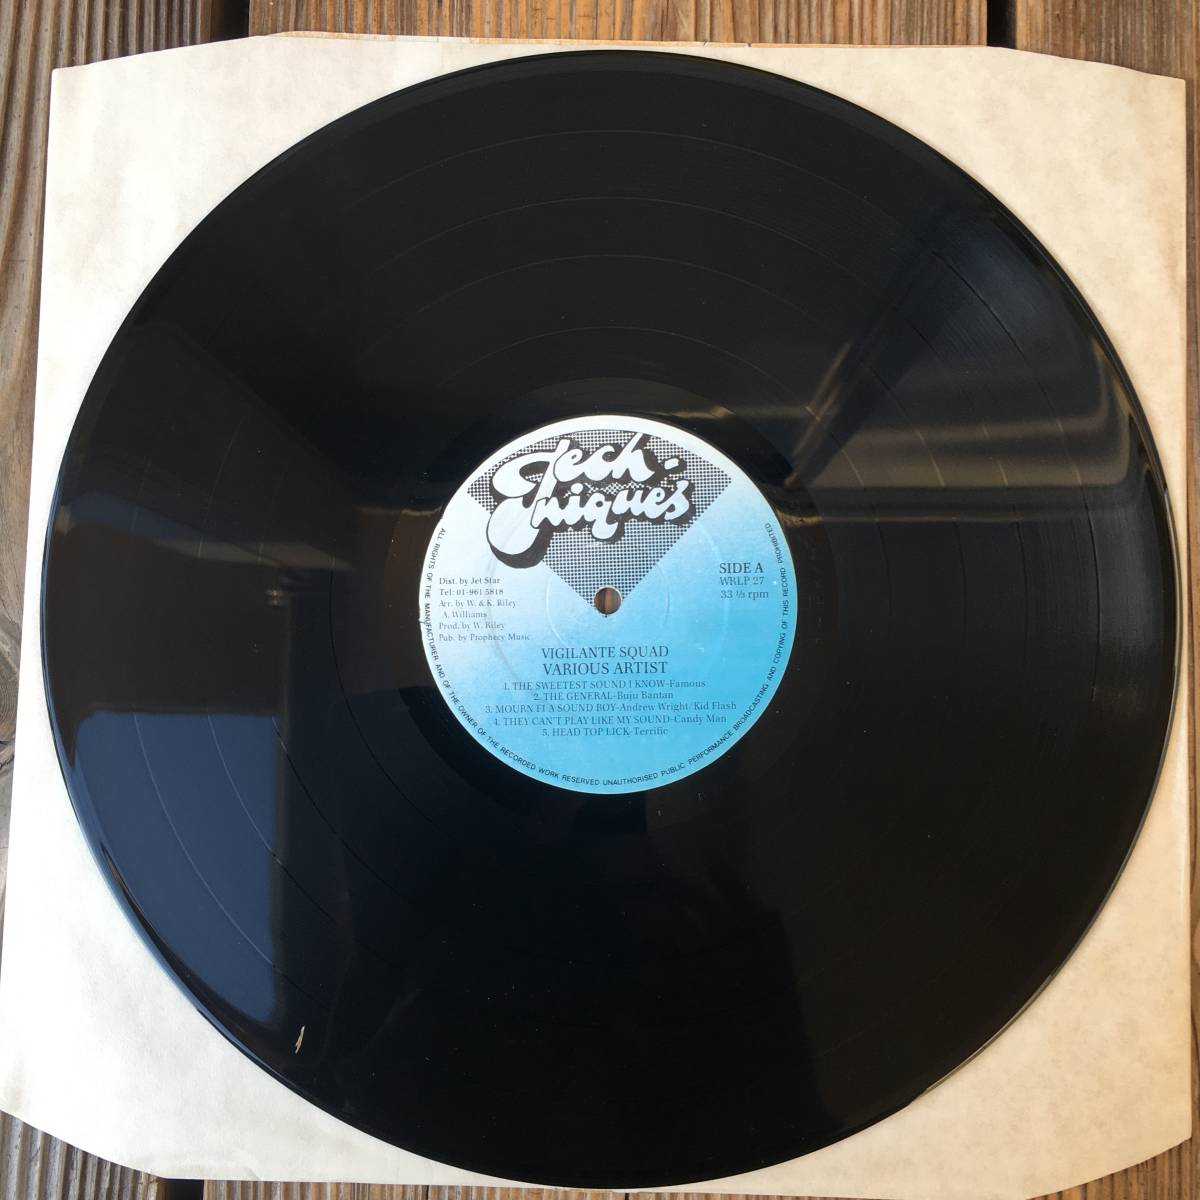 Tech-
niques
SIDE A
WRLP 27
33 ⅓ rpm
Dist. by Jet Star
Tel: 01-961 5818
Arr. by W. & K. Riley
A. Williams
Prod. by W. Riley
Pub. by Prophecy Music
VIGILANTE SQUAD
VARIOUS ARTIST
1. THE SWEETEST SOUND I KNOW-Famous
2. THE GENERAL-Buju Bantan
3. MOURN FI A SOUND BOY-Andrew Wright/Kid Flash
4. THEY CAN'T PLAY LIKE MY SOUND-Candy Man
5. HEAD TOP LICK-Terrific
ALL RIGHTS OF THE MANUFACTURER AND OF THE OWNER OF THE RECORDED WORK RESERVED UNAUTHORISED PUBLIC PERFORMANCE BROADCASTING AND COPYING OF THIS RECORD PROHIBITED